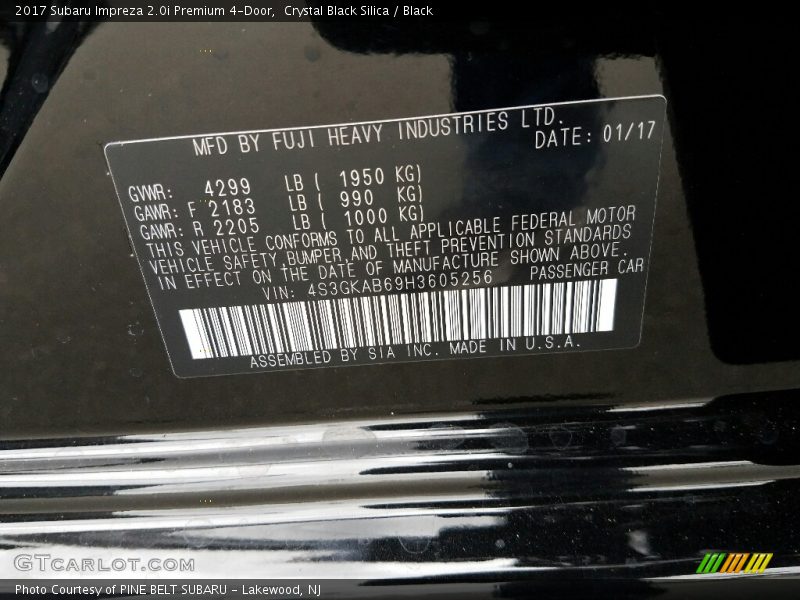 2017 Subaru Impreza 2.0i Premium 4-Door,  Crystal Black Silica / Black
MFD BY FUJI HEAVY INDUSTRIES LTD.
DATE: 01/17
GVWR: 4299 LB ( 1950 KG)
GAWR: F 2183 LB ( 990 KG)
GAWR: R 2205 LB ( 1000 KG)
THIS VEHICLE CONFORMS TO ALL APPLICABLE FEDERAL MOTOR
VEHICLE SAFETY,BUMPER,AND THEFT PREVENTION STANDARDS
IN EFFECT ON THE DATE OF MANUFACTURE SHOWN ABOVE.
VIN: 4S3GKAB69H3605256 PASSENGER CAR
ASSEMBLED BY SIA INC. MADE IN U.S.A.
GTCARLOT.COM
Photo Courtesy of PINE BELT SUBARU - Lakewood, NJ